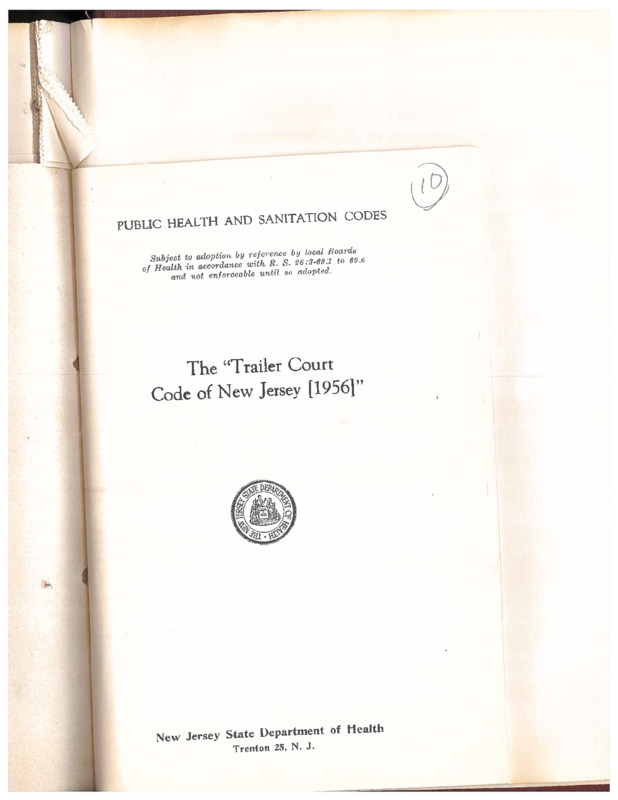 10
PUBLIC HEALTH AND SANITATION CODES
Subject to adoption by reference by local Boards
of Health in accordance with R. S. 26:3-69.1 to 69.6
and not enforceable until so adopted.
The "Trailer Court
Code of New Jersey [1956]"
THE NEW JERSEY STATE DEPARTMENT OF HEALTH
New Jersey State Department of Health
Trenton 25, N. J.